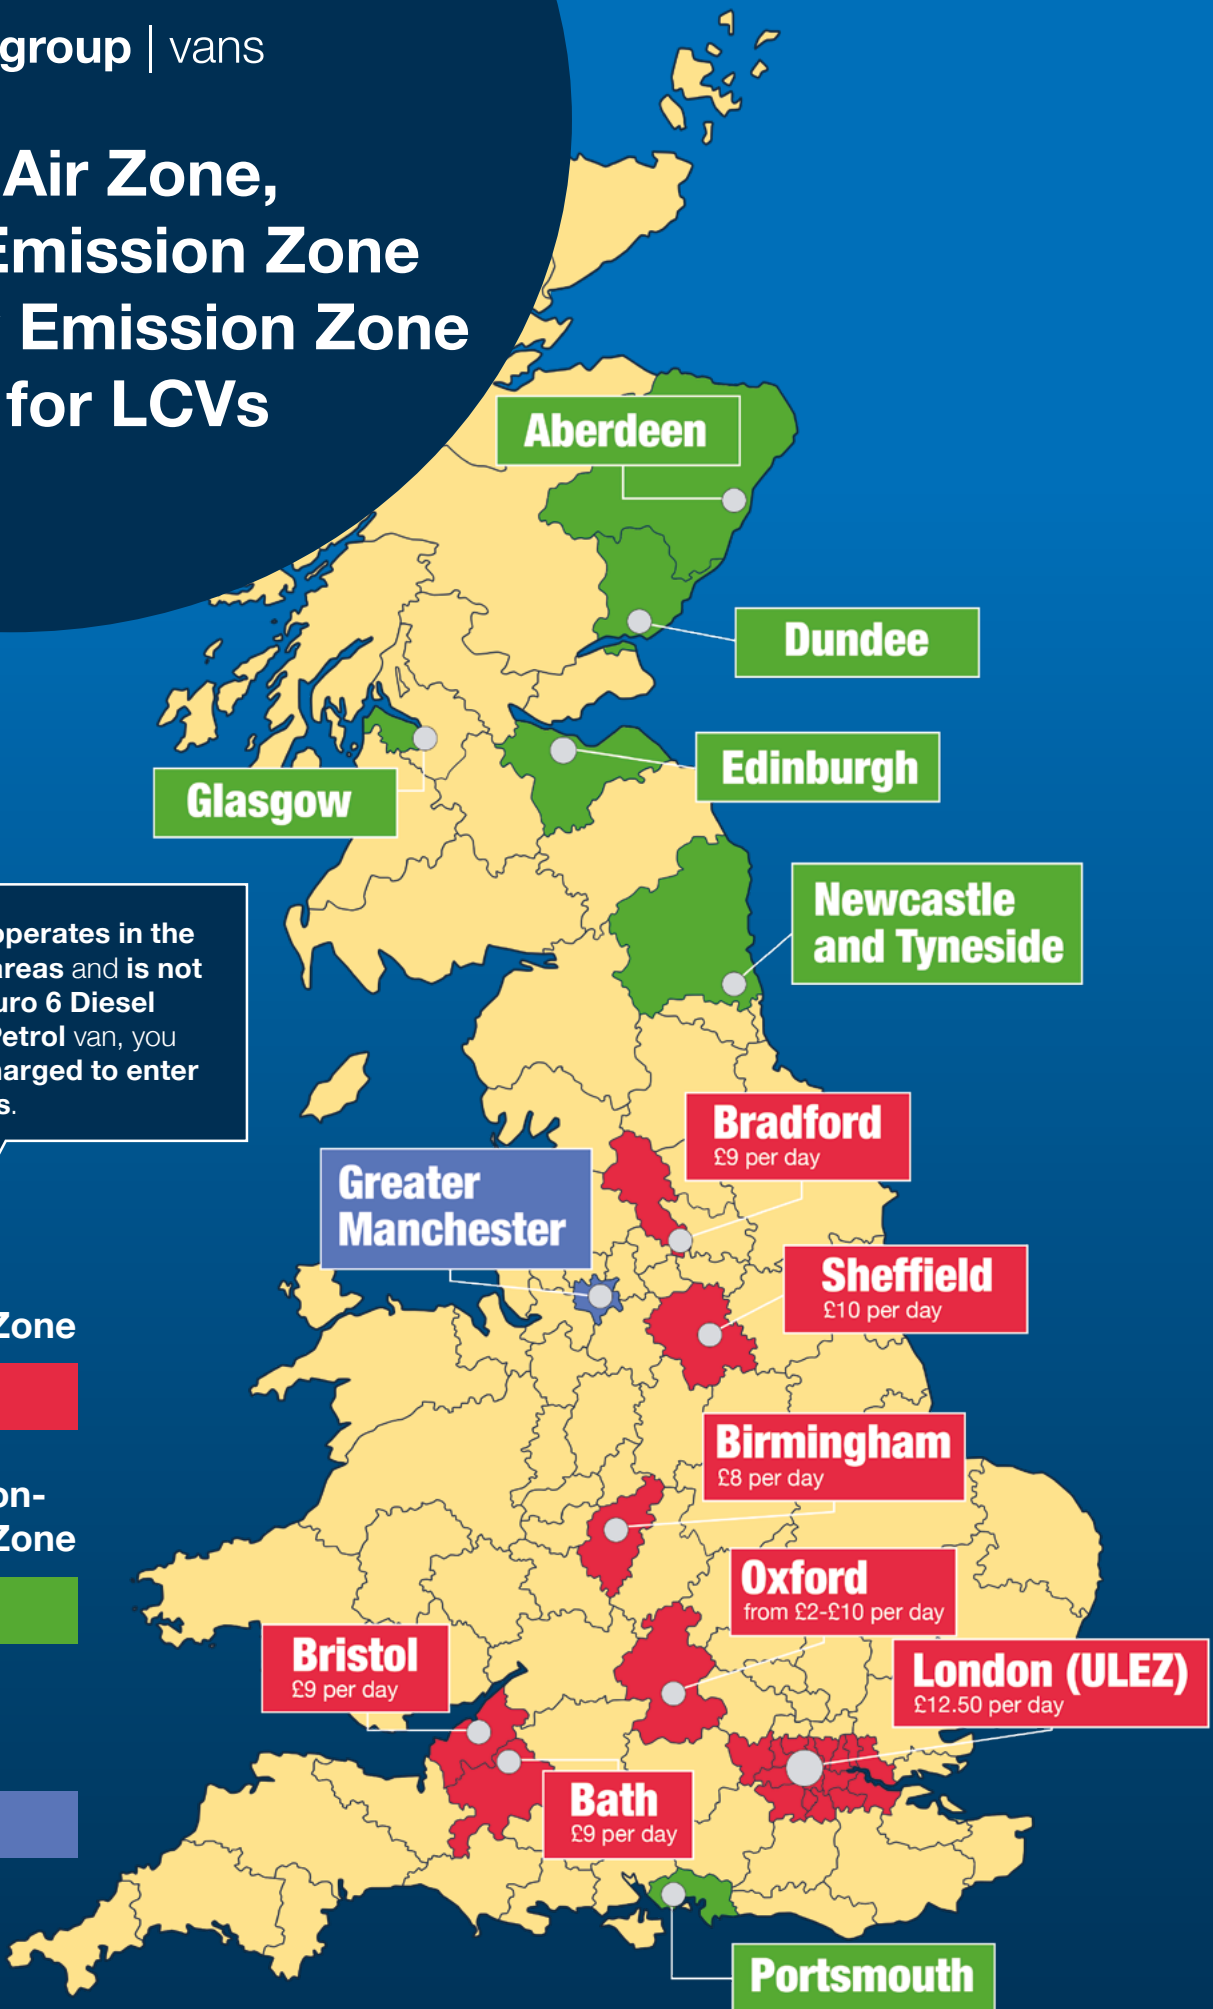 group | vans
Air Zone,
Emission Zone
Emission Zone
for LCVs
Aberdeen
Dundee
Edinburgh
Glasgow
Newcastle
and Tyneside
operates in the
areas and is not
uro 6 Diesel
Petrol van, you
harged to enter
s.
Bradford
£9 per day
Greater
Manchester
Sheffield
£10 per day
Zone
Birmingham
£8 per day
on-
Zone
Oxford
from £2-£10 per day
Bristol
£9 per day
London (ULEZ)
£12.50 per day
Bath
£9 per day
Portsmouth